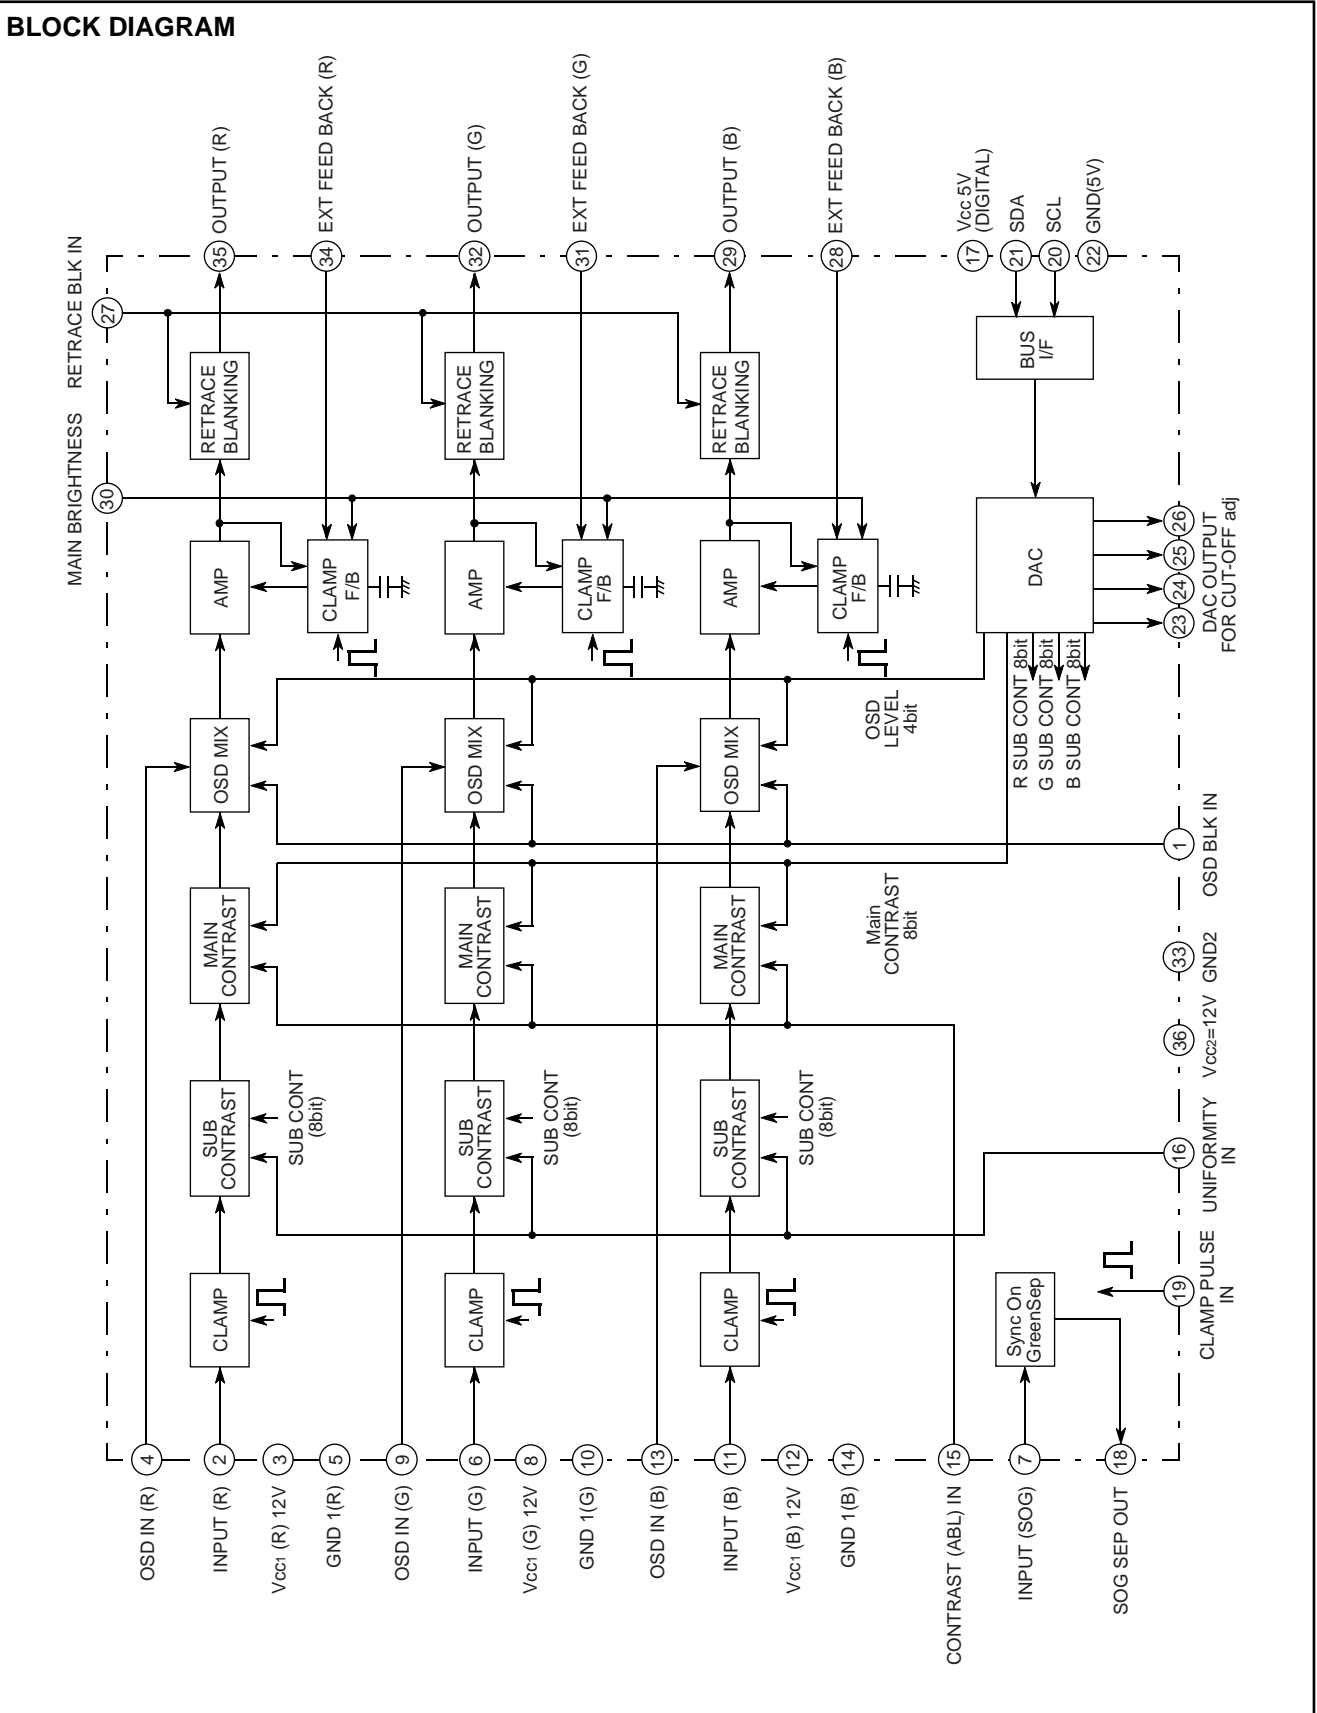 BLOCK DIAGRAM
OSD IN (R)
4
INPUT (R)
2
Vcc1 (R) 12V
3
GND 1(R)
5
OSD IN (G)
9
INPUT (G)
6
Vcc1 (G) 12V
8
GND 1(G)
10
OSD IN (B)
13
INPUT (B)
11
Vcc1 (B) 12V
12
GND 1(B)
14
CONTRAST (ABL) IN
15
INPUT (SOG)
7
SOG SEP OUT
18
CLAMP
SUB
CONTRAST
SUB CONT
(8bit)
MAIN
CONTRAST
OSD MIX
AMP
CLAMP
F/B
RETRACE
BLANKING
35
OUTPUT (R)
34
EXT FEED BACK (R)
CLAMP
SUB
CONTRAST
SUB CONT
(8bit)
MAIN
CONTRAST
OSD MIX
AMP
CLAMP
F/B
RETRACE
BLANKING
32
OUTPUT (G)
31
EXT FEED BACK (G)
CLAMP
SUB
CONTRAST
SUB CONT
(8bit)
MAIN
CONTRAST
OSD MIX
AMP
CLAMP
F/B
RETRACE
BLANKING
29
OUTPUT (B)
28
EXT FEED BACK (B)
MAIN BRIGHTNESS
30
RETRACE BLK IN
27
Main
CONTRAST
8bit
OSD
LEVEL
4bit
Sync On
GreenSep
R SUB CONT 8bit
G SUB CONT 8bit
B SUB CONT 8bit
DAC
BUS
I/F
17
Vcc 5V
(DIGITAL)
21
SDA
20
SCL
22
GND(5V)
19
CLAMP PULSE
IN
16
UNIFORMITY
IN
36
Vcc2=12V
33
GND2
1
OSD BLK IN
23
24
25
26
DAC OUTPUT
FOR CUT-OFF adj